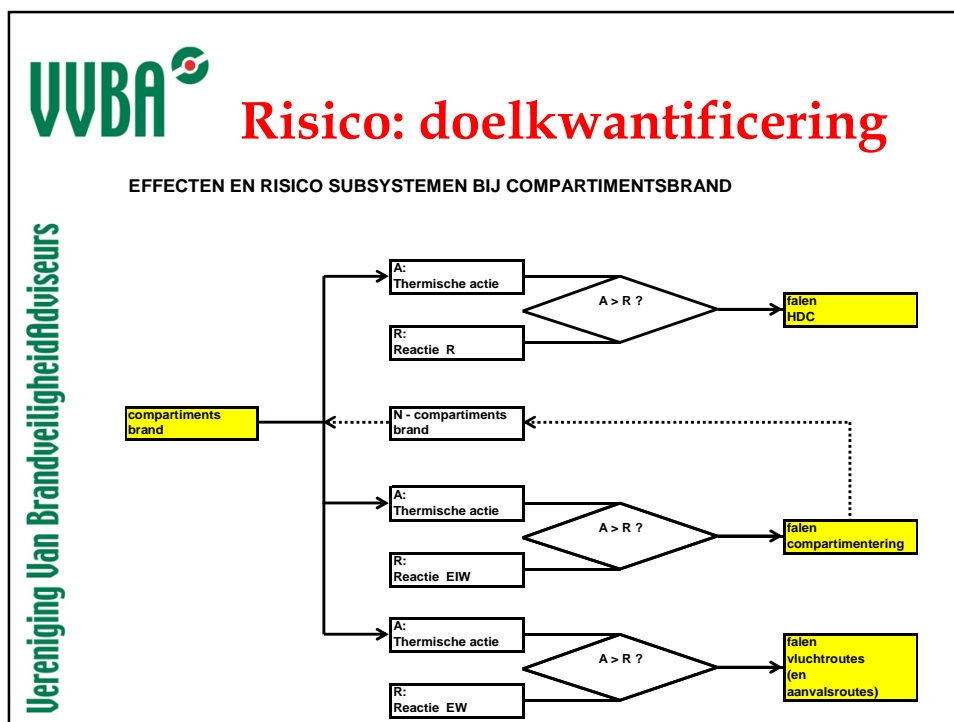 VVBA
Risico: doelkwantificering
EFFECTEN EN RISICO SUBSYSTEMEN BIJ COMPARTIMENTSBRAND
Vereniging Van BrandveiligheidAdviseurs
A:
Thermische actie
A > R ?
falen
HDC
R:
Reactie R
compartiments
brand
N - compartiments
brand
A:
Thermische actie
A > R ?
falen
compartimentering
R:
Reactie EIW
A:
Thermische actie
A > R ?
falen
vluchtroutes
(en
aanvalsroutes)
R:
Reactie EW